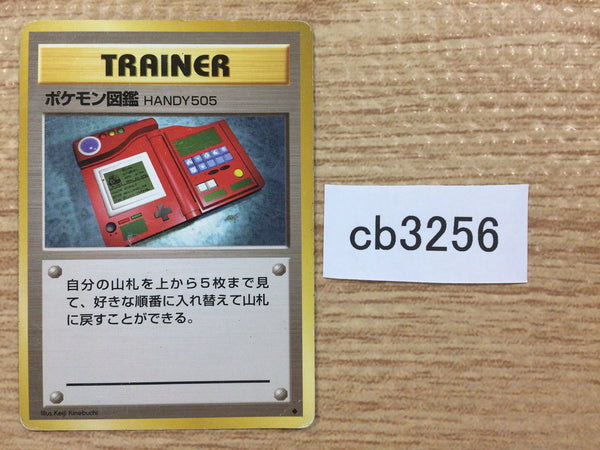 TRAINER
ポケモン図鑑 HANDY505
自分の山札を上から５枚まで見
て、好きな順番に入れ替えて山札
に戻すことができる。
Illus.Keiji Kinebuchi
cb3256